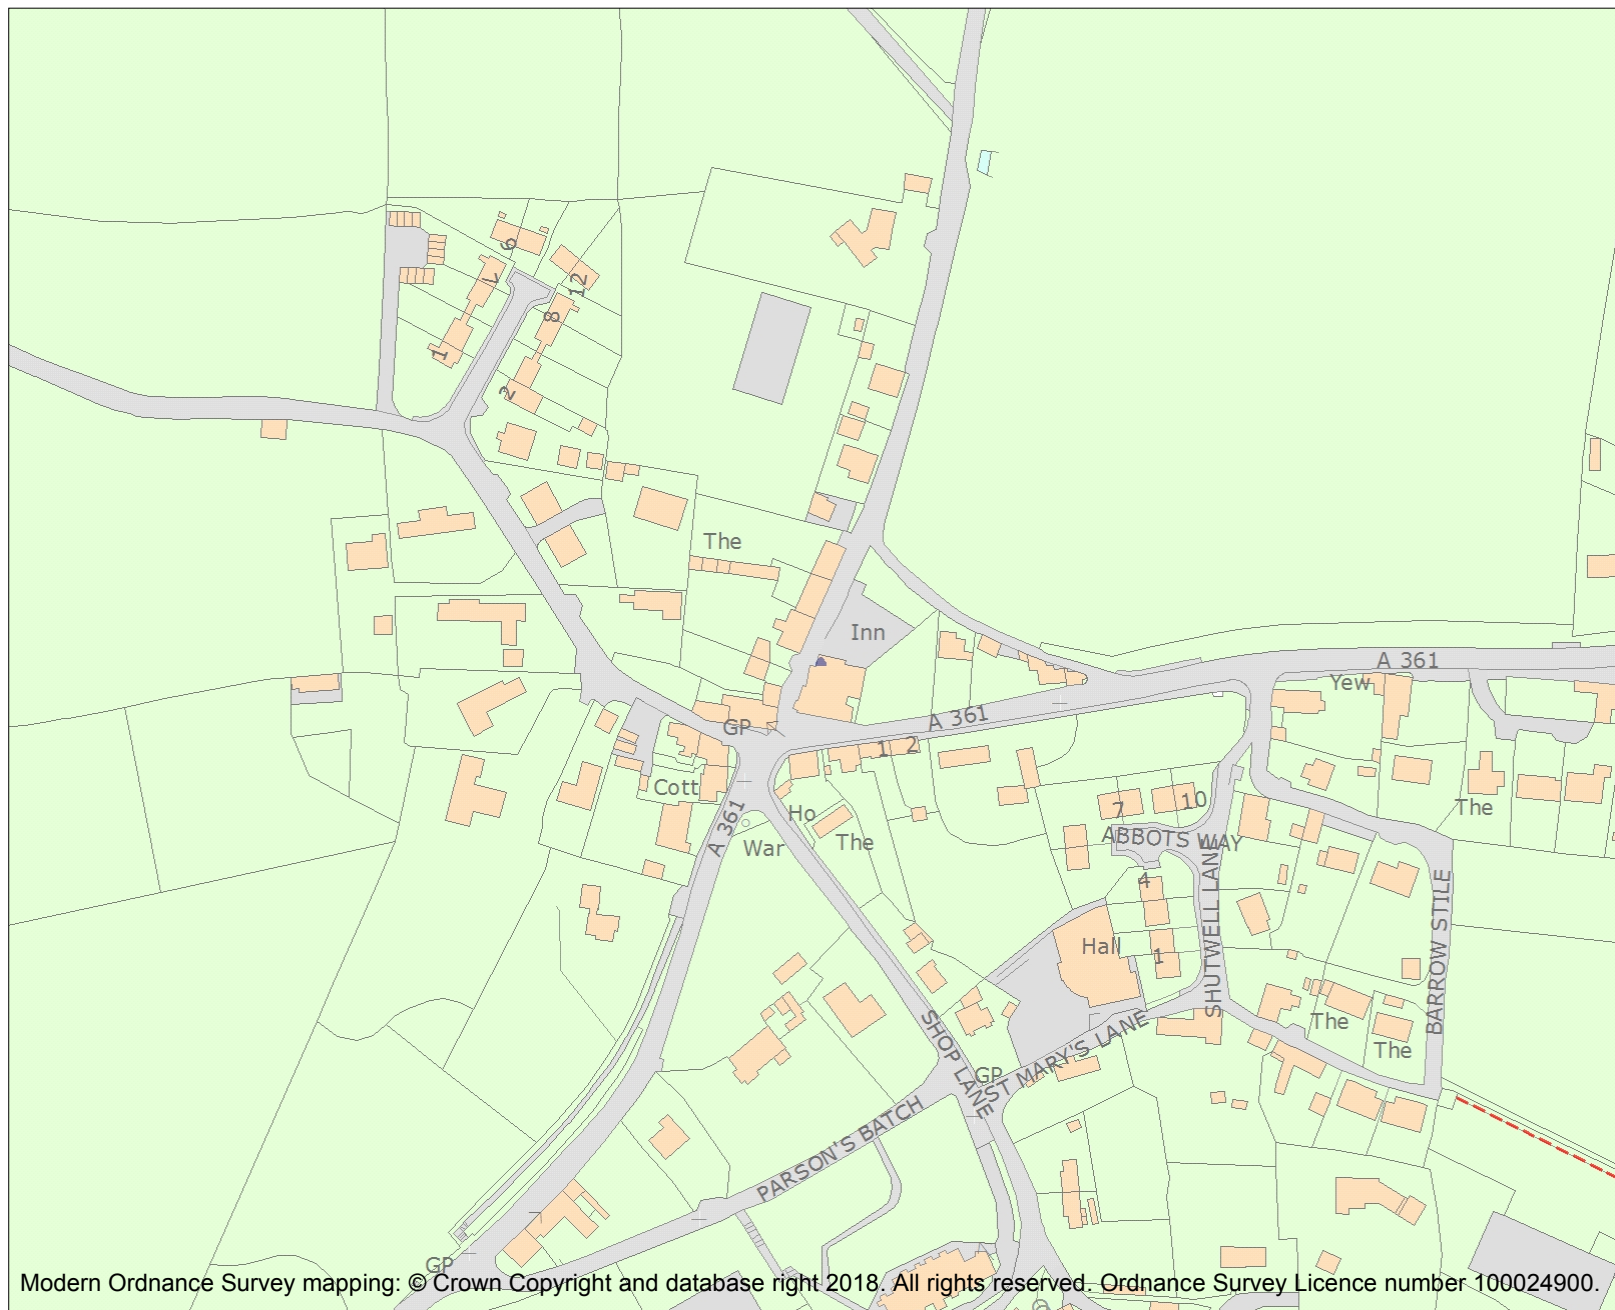 6
7
12
8
1
2
The
Inn
A 361
Yew
GP
A 361
1 2
Cott
7
10
The
Ho
A 361
ABBOTS WAY
War
The
SHUTWELL LANE
4
BARROW STILE
Hall
1
SHOP LANE
The
ST MARY'S LANE
The
GP
PARSON'S BATCH
GP
Modern Ordnance Survey mapping: © Crown Copyright and database right 2018. All rights reserved. Ordnance Survey Licence number 100024900.